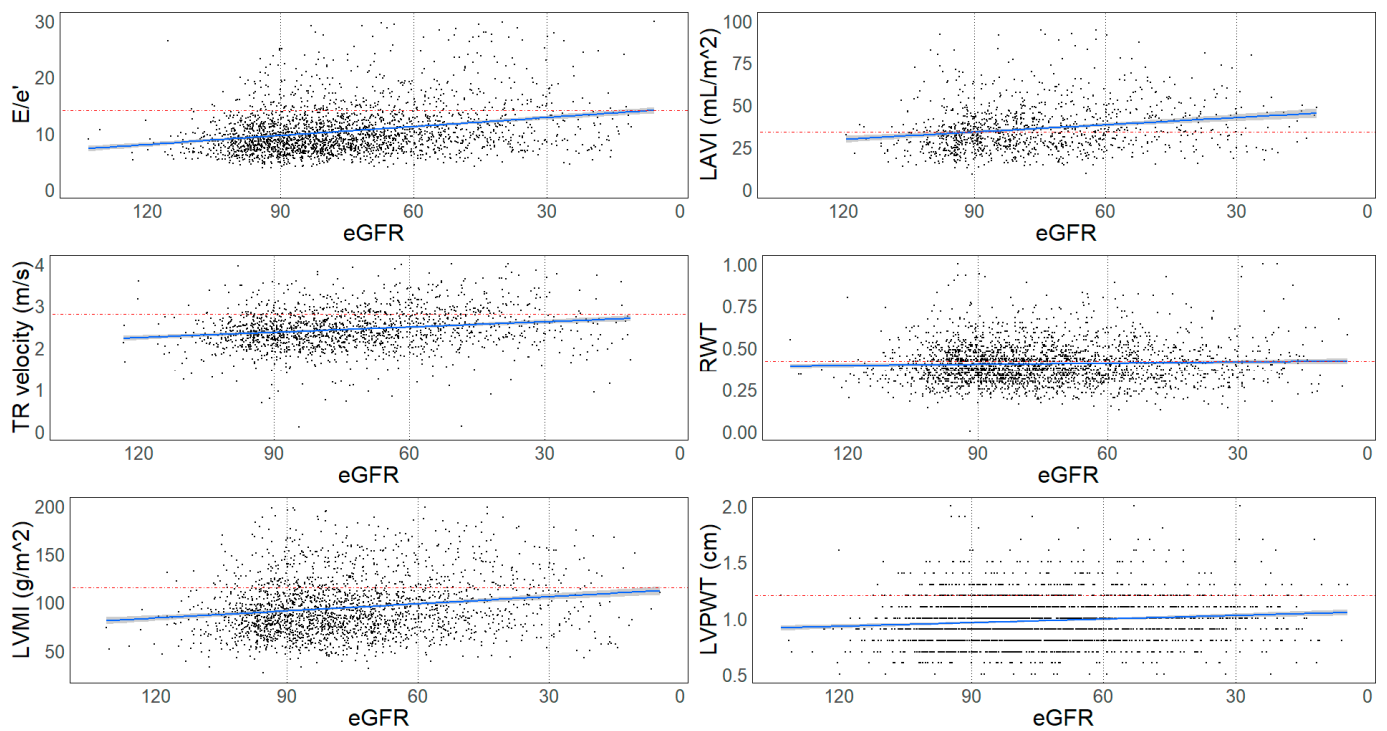 30
20
10
0
E/e'
120 90 60 30 0
eGFR
100
75
50
25
0
LAVI (mL/m^2)
120 90 60 30 0
eGFR
4
3
2
1
0
TR velocity (m/s)
120 90 60 30 0
eGFR
1.00
0.75
0.50
0.25
0.00
RWT
120 90 60 30 0
eGFR
200
150
100
50
LVMI (g/m^2)
120 90 60 30 0
eGFR
2.0
1.5
1.0
0.5
LVPWT (cm)
120 90 60 30 0
eGFR